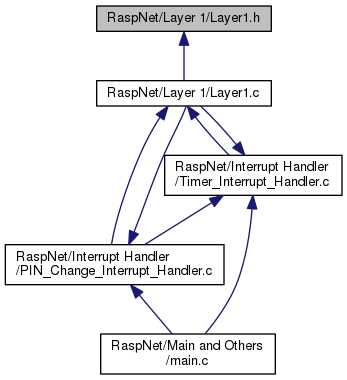 RaspNet/Layer 1/Layer1.h
RaspNet/Layer 1/Layer1.c
RaspNet/Interrupt Handler
/Timer_Interrupt_Handler.c
RaspNet/Interrupt Handler
/PIN_Change_Interrupt_Handler.c
RaspNet/Main and Others
/main.c